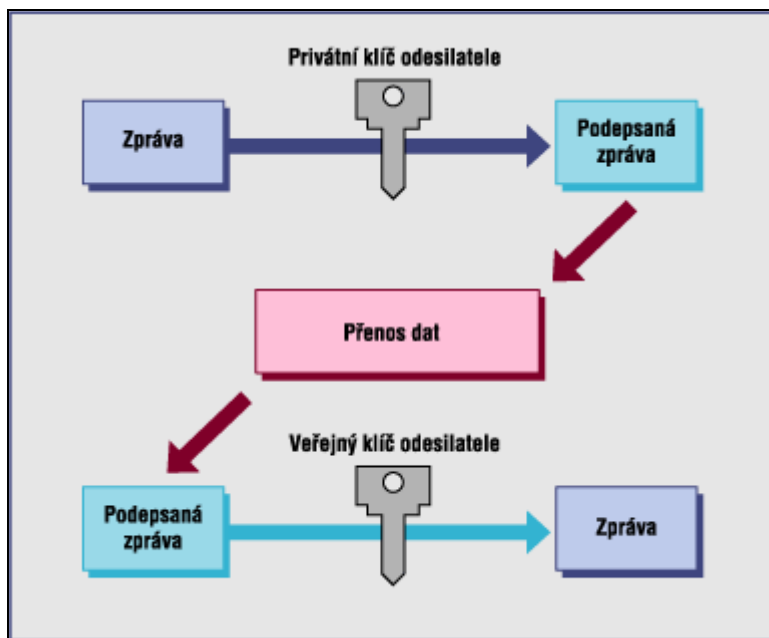 Privátní klíč odesilatele
Zpráva
Podepsaná
zpráva
Přenos dat
Veřejný klíč odesilatele
Podepsaná
zpráva
Zpráva